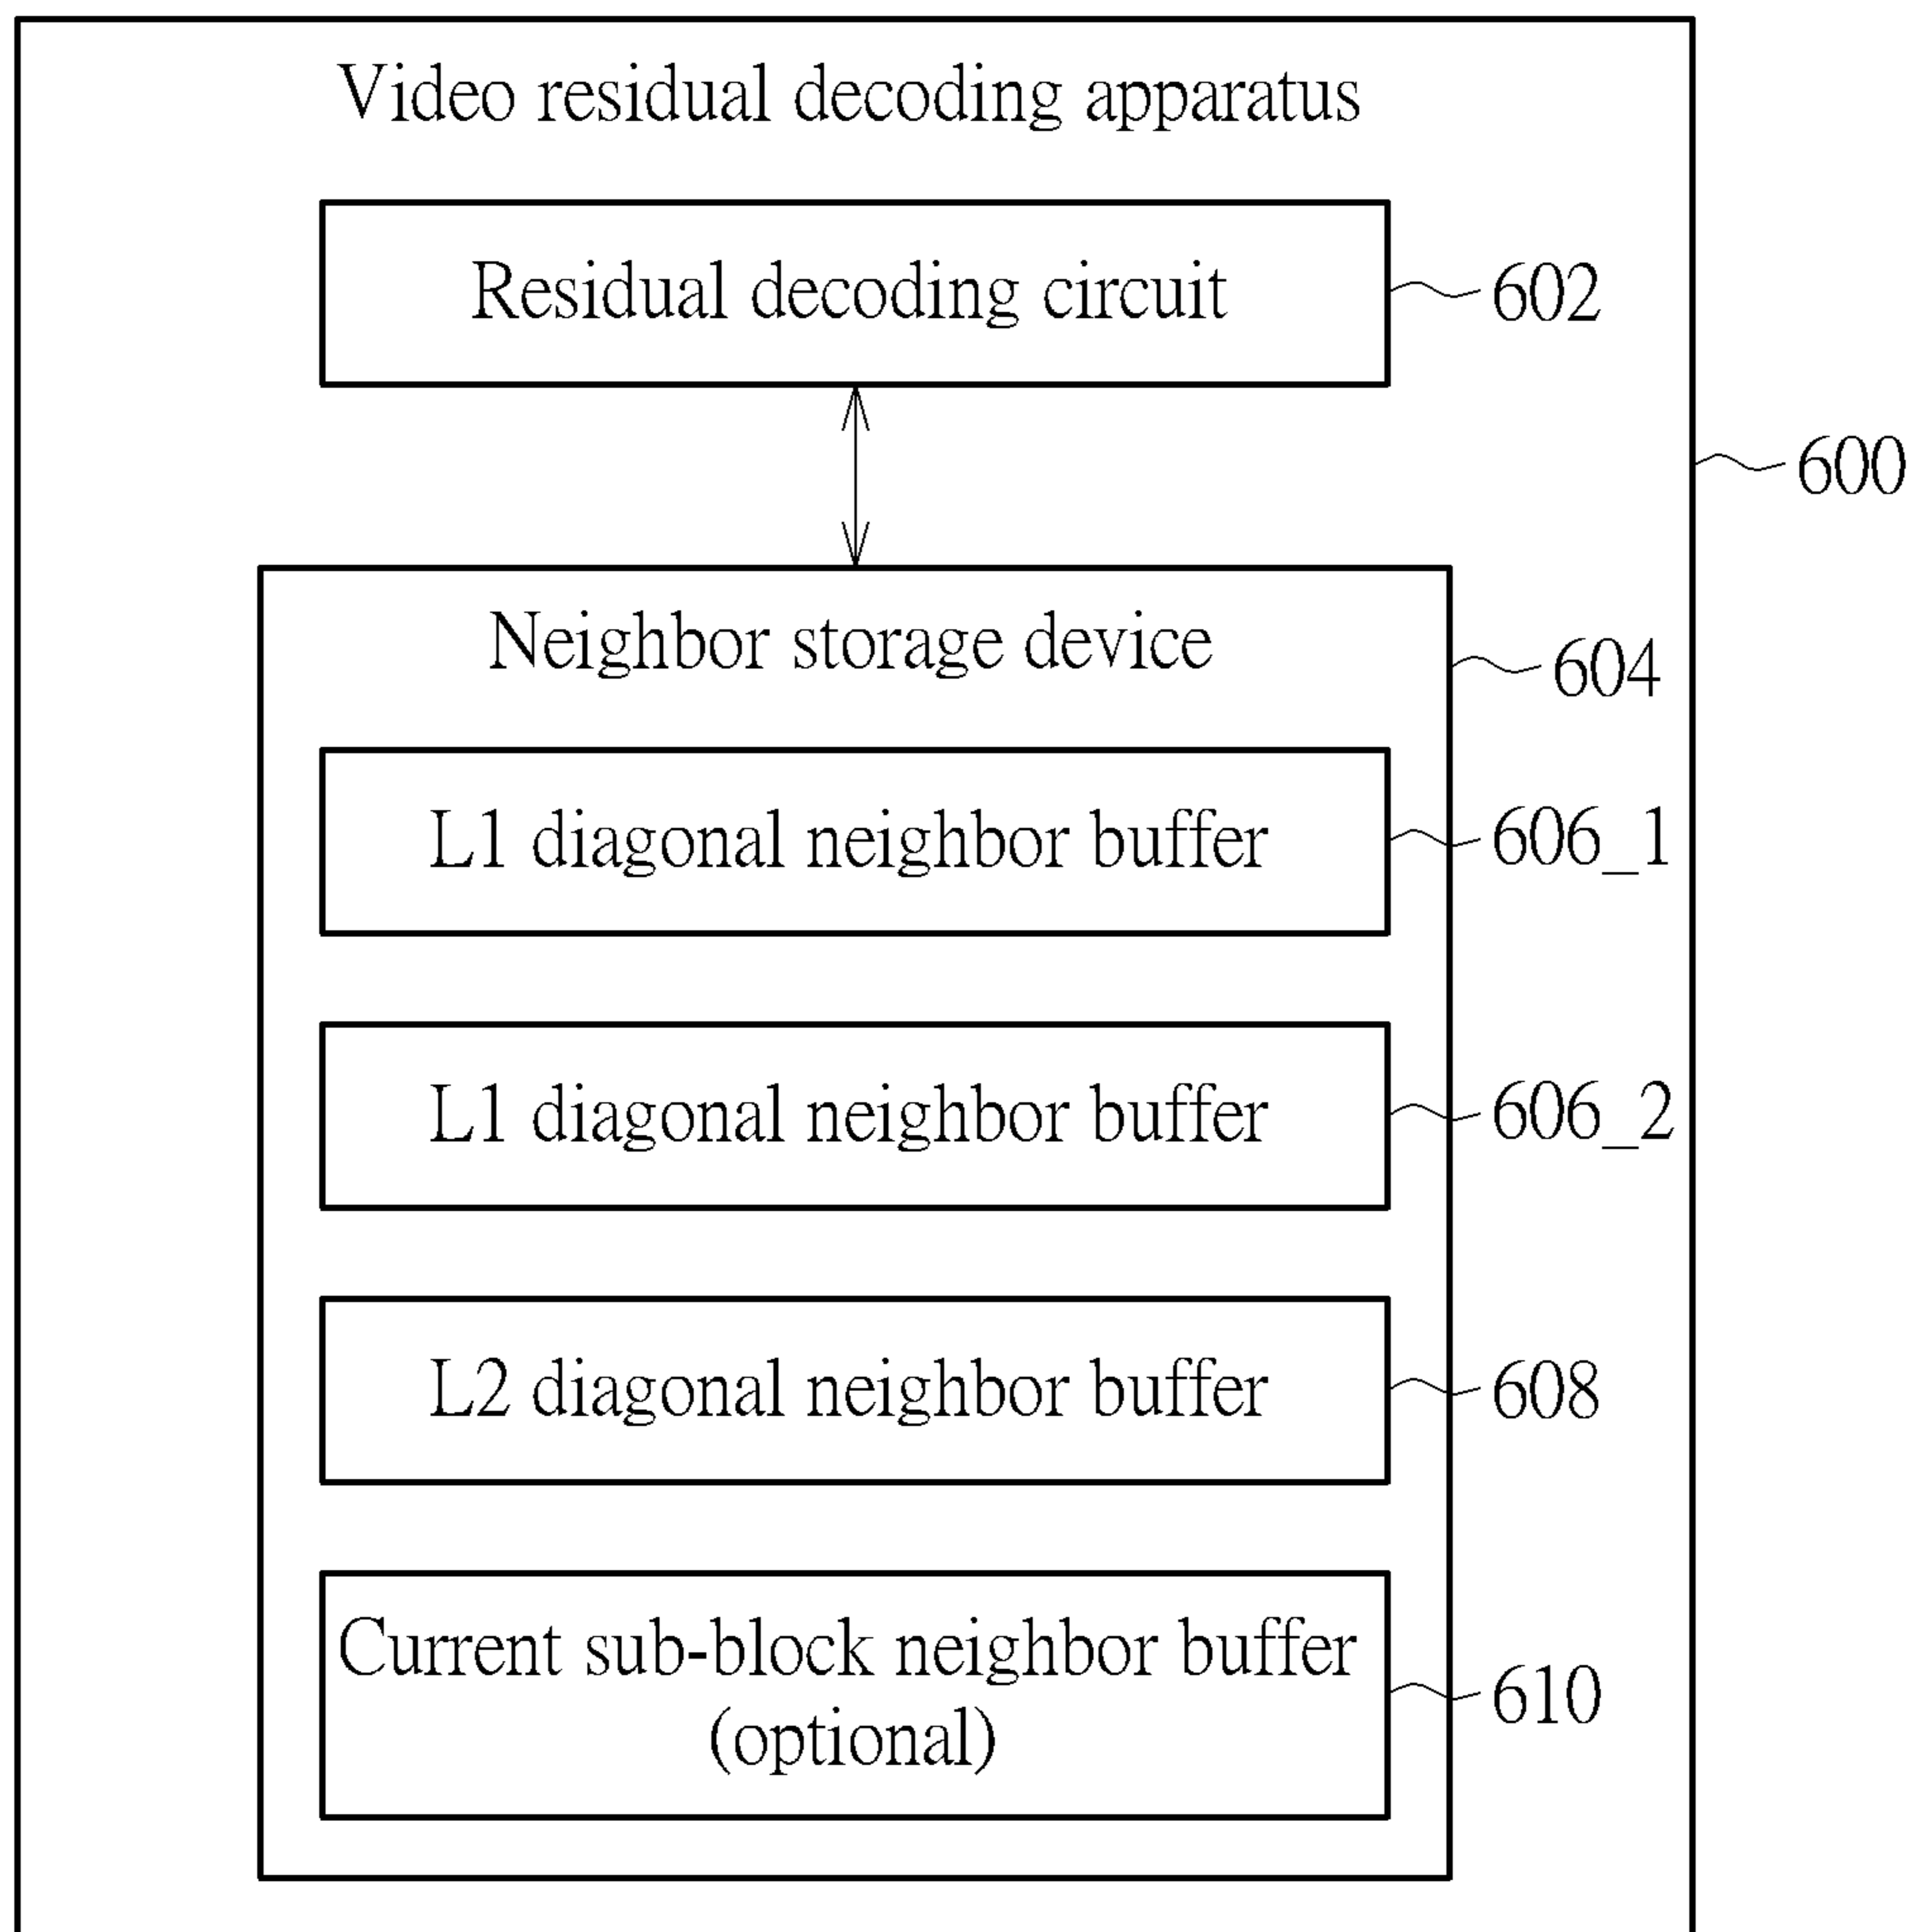 Video residual decoding apparatus
Residual decoding circuit
602
600
Neighbor storage device
604
L1 diagonal neighbor buffer
606_1
L1 diagonal neighbor buffer
606_2
L2 diagonal neighbor buffer
608
Current sub-block neighbor buffer
(optional)
610